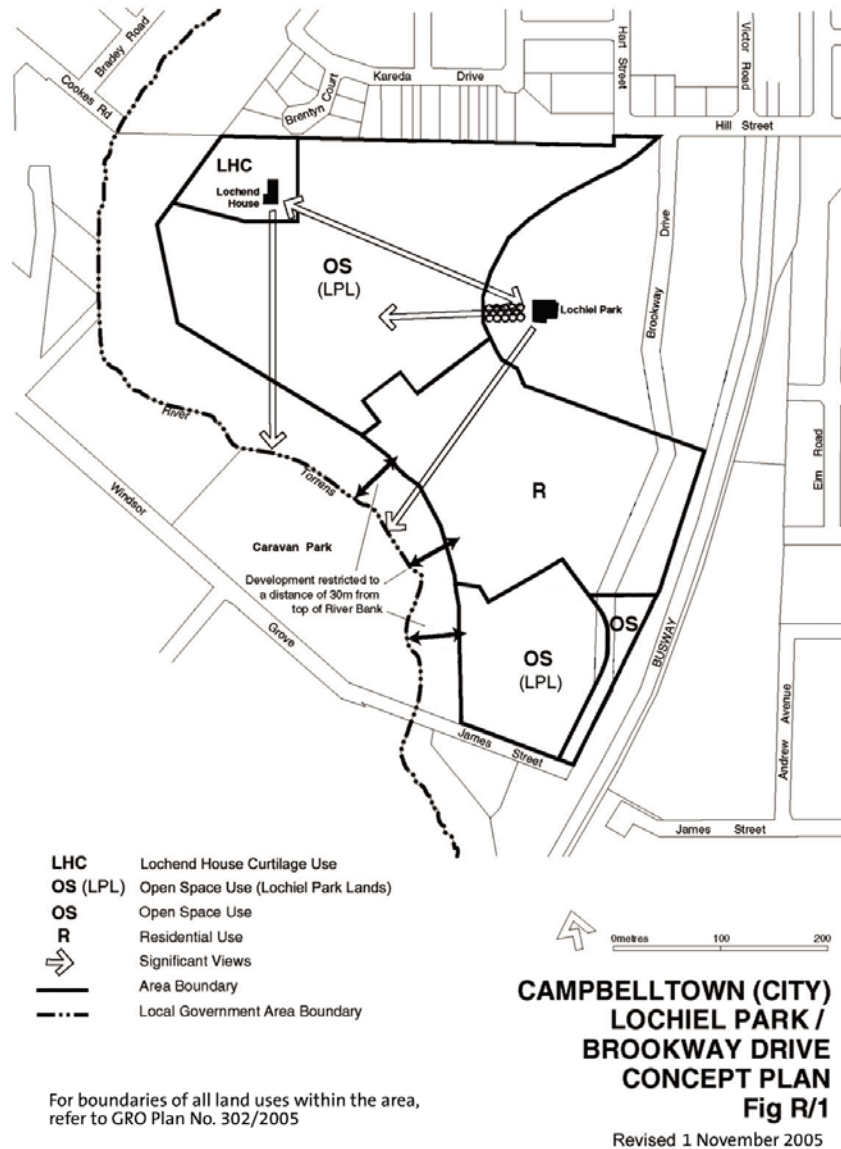 Bradey Road
Cookes Rd
Brentyn Court
Kareda Drive
Hart
Street
Victor
Road
Hill Street
LHC
Lochend
House
OS
(LPL)
Lochiel Park
Brookway Drive
River
Torrens
Windsor
Grove
Caravan Park
Development restricted to
a distance of 30m from
top of River Bank
R
Elm Road
OS
OS
(LPL)
BUSWAY
James
Street
Andrew Avenue
James Street
LHC Lochend House Curtilage Use
OS (LPL) Open Space Use (Lochiel Park Lands)
OS Open Space Use
R Residential Use
Significant Views
Area Boundary
Local Government Area Boundary
0metres 100 200
CAMPBELLTOWN (CITY)
LOCHIEL PARK /
BROOKWAY DRIVE
CONCEPT PLAN
Fig R/1
For boundaries of all land uses within the area,
refer to GRO Plan No. 302/2005
Revised 1 November 2005